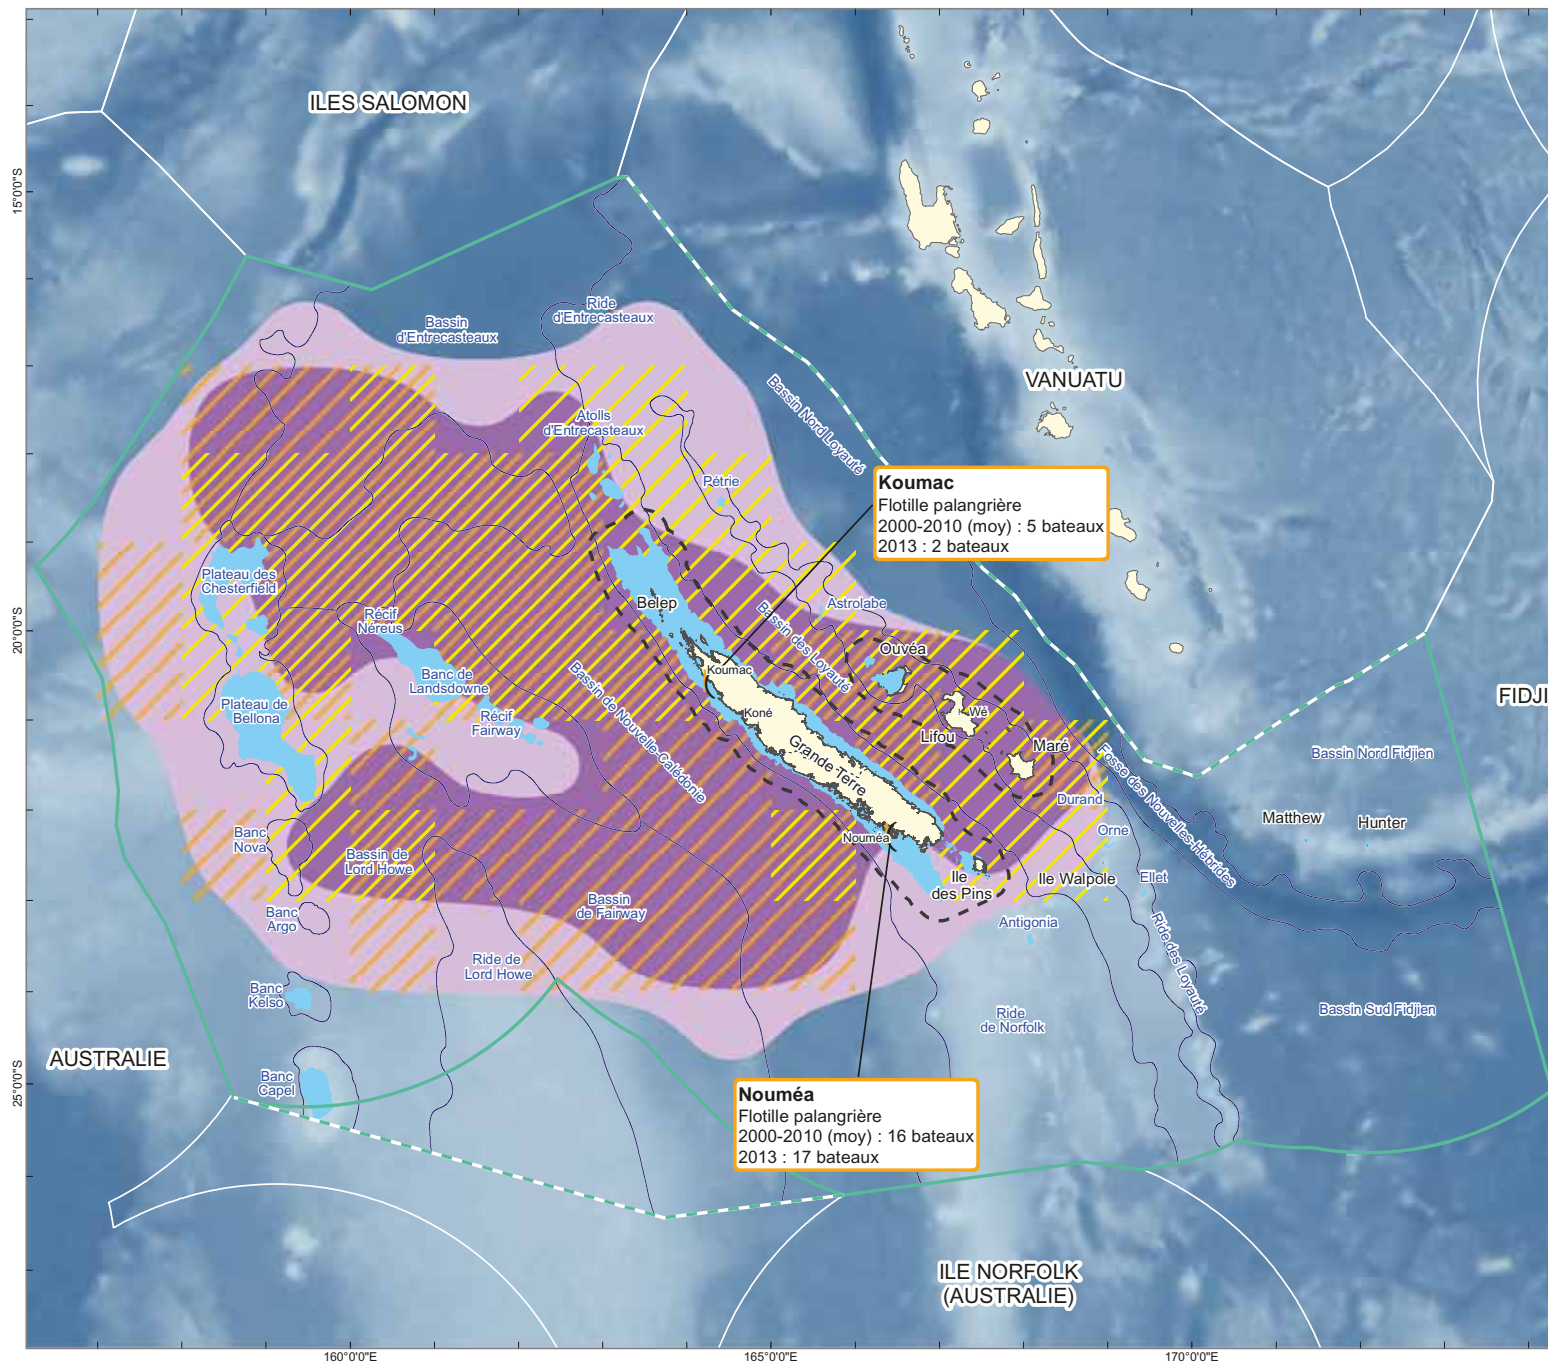 ILES SALOMON
15°0'0"S
Ride
d'Entrecasteaux
Bassin
d'Entrecasteaux
VANUATU
Bassin Nord Loyauté
Atolls
d'Entrecasteaux
Pétrie
Koumac
Flotille palangrière
2000-2010 (moy) : 5 bateaux
2013 : 2 bateaux
Plateau des
Chesterfield
Belep
Astrolabe
20°0'0"S
Récif
Néreus
Bassin des Loyauté
Ouvéa
Koumac
Banc de
Landsdowne
Bassin de Nouvelle-Calédonie
FIDJI
Plateau de
Bellona
Récif
Fairway
Koné
Wé
Lifou
Maré
Grande Terre
Fosse des Nouvelles-Hébrides
Bassin Nord Fidjien
Durand
Orne
Matthew
Hunter
Banc
Nova
Nouméa
Bassin de
Lord Howe
Ile
des Pins
Ile Walpole
Ellet
Bassin
de Fairway
Banc
Argo
Antigonia
Ride des Loyauté
Ride de
Lord Howe
Banc
Kelso
Ride
de Norfolk
Bassin Sud Fidjien
AUSTRALIE
Banc
Capel
25°0'0"S
Nouméa
Flotille palangrière
2000-2010 (moy) : 16 bateaux
2013 : 17 bateaux
ILE NORFOLK
(AUSTRALIE)
160°0'0"E
165°0'0"E
170°0'0"E